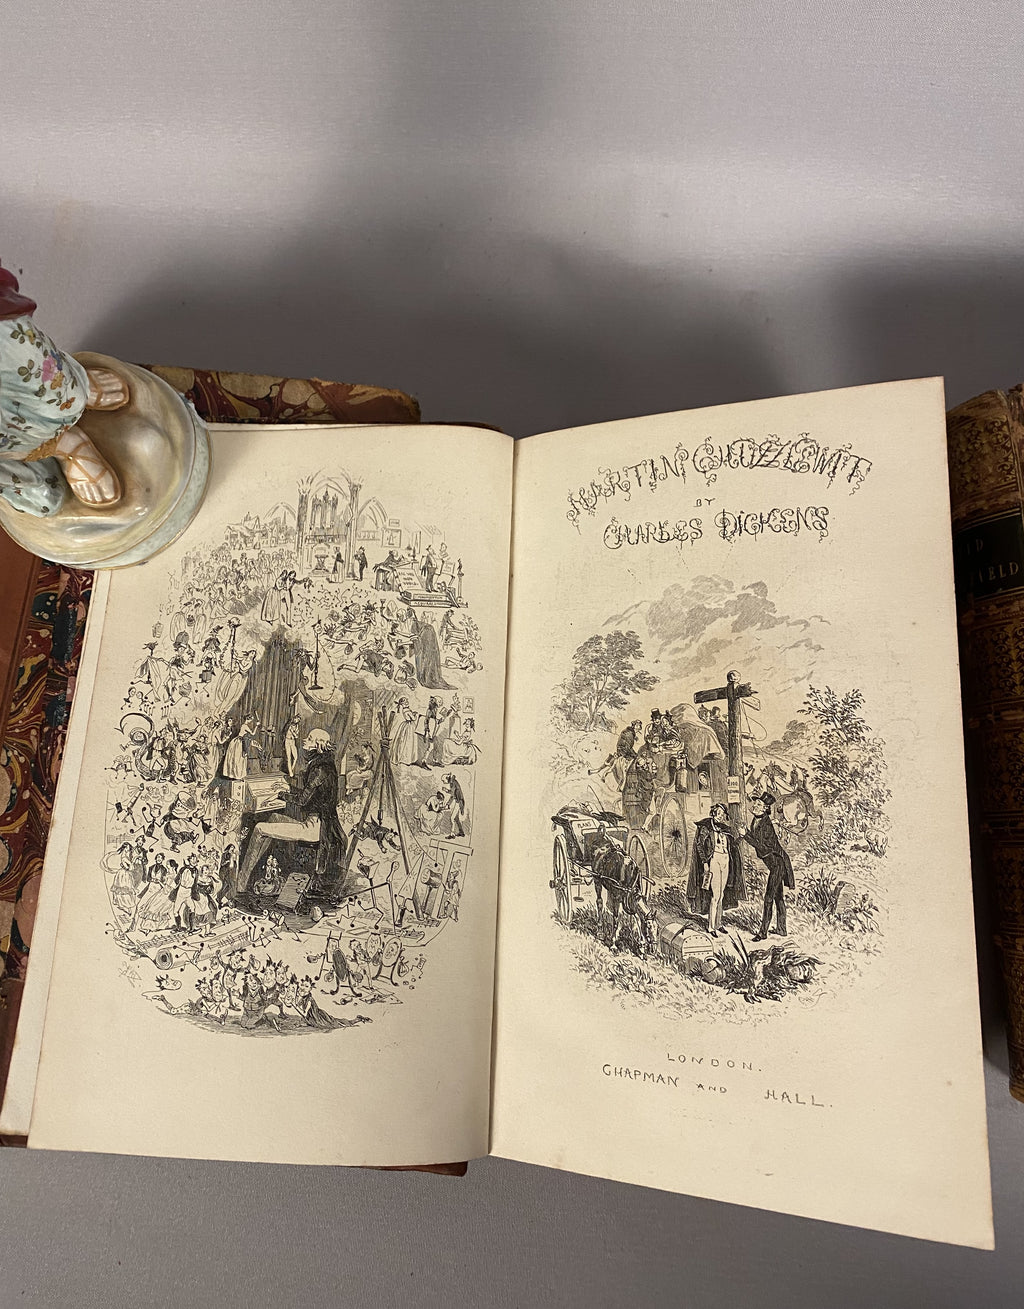 MARTIN CHUZZLEWIT
BY
CHARLES DICKENS
LONDON.
CHAPMAN AND HALL.